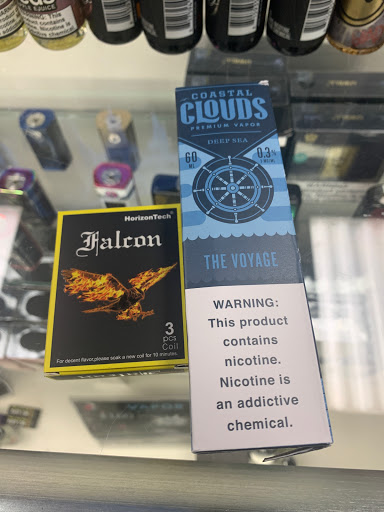 COASTAL
CLOUDS
PREMIUM VAPOR
DEEP SEA
60
ML
0.3%
THE VOYAGE
WARNING:
This product
contains
nicotine.
Nicotine is
an addictive
chemical.
HorizonTech®
Falcon
3
pcs
Coil
For decent flavor,please soak a new coil for 10 minutes.